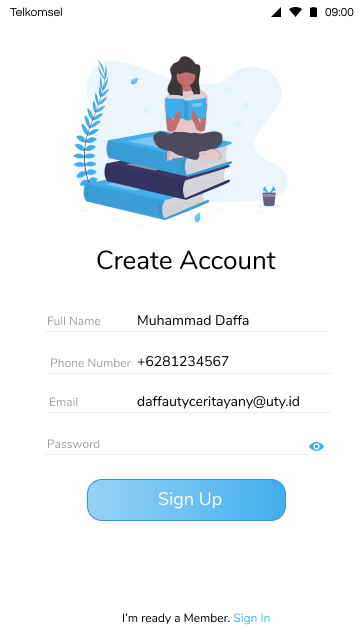 Telkomsel 09:00
Create Account
Full Name Muhammad Daffa
Phone Number +6281234567
Email daffautyceritayany@uty.id
Password
Sign Up
I'm ready a Member. Sign In